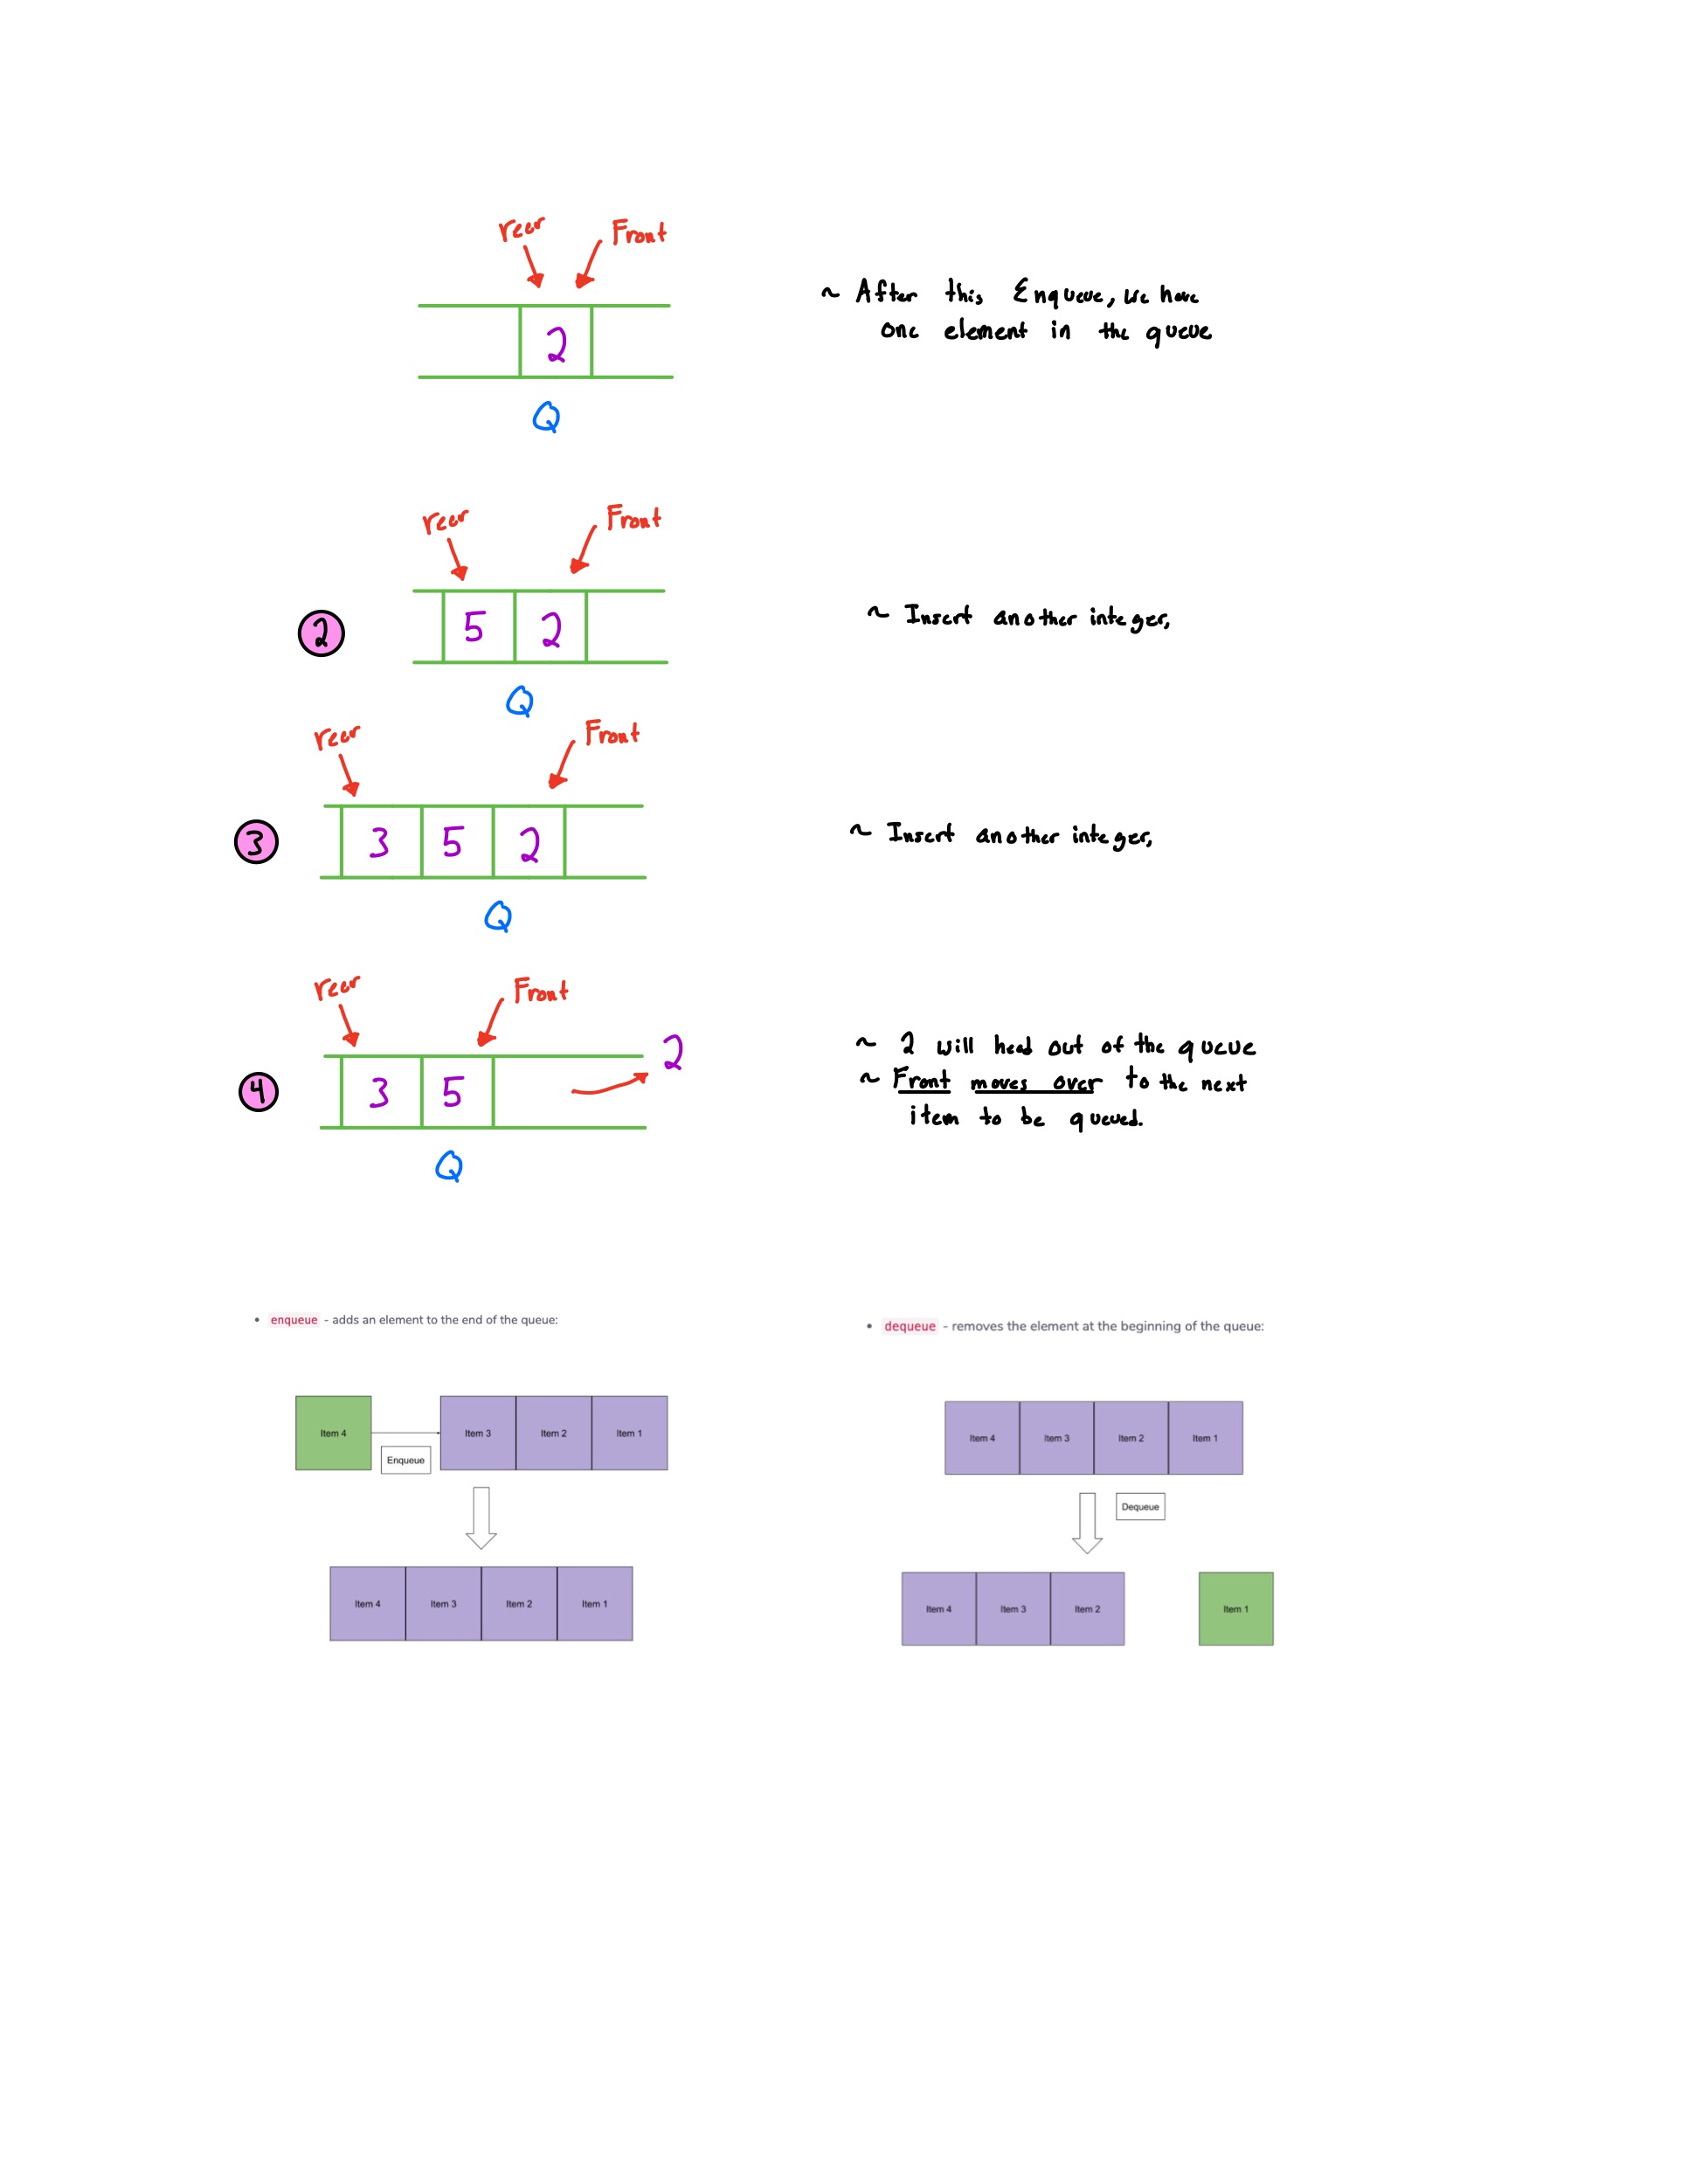 rear Front
2
Q
~ After this Enqueue, we have
one element in the queue
rear Front
2
5 2
Q
~ Insert another integer,
rear Front
3
3 5 2
Q
~ Insert another integer,
rear Front
4
3 5
2
Q
~ 2 will head out of the queue
~ Front moves over to the next
item to be queued.
• enqueue - adds an element to the end of the queue:
Item 4
Enqueue
Item 3 Item 2 Item 1
Item 4 Item 3 Item 2 Item 1
• dequeue - removes the element at the beginning of the queue:
Item 4 Item 3 Item 2 Item 1
Dequeue
Item 4 Item 3 Item 2
Item 1